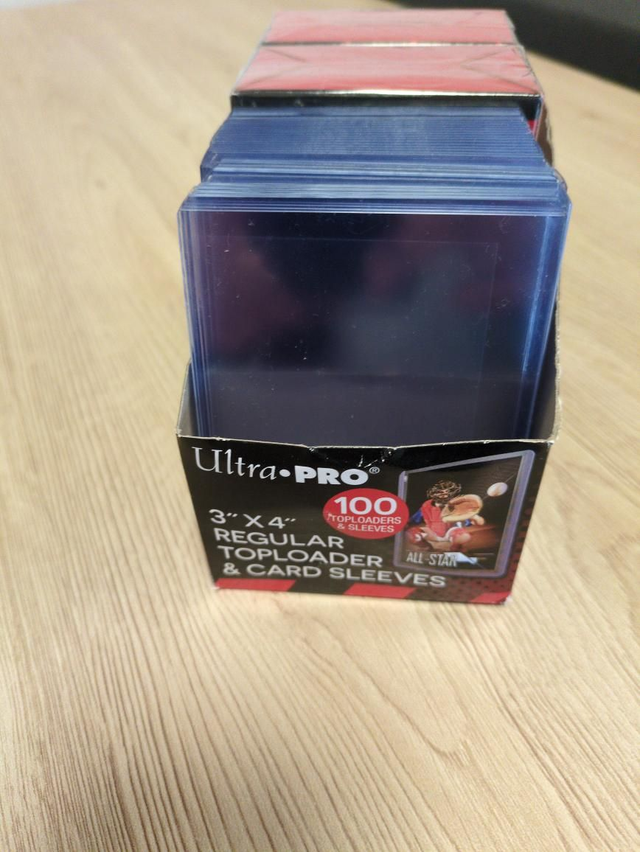 Ultra•PRO®
100
TOPLOADERS
& SLEEVES
3" X 4"
REGULAR
TOPLOADER
& CARD SLEEVES
ALL-STAR